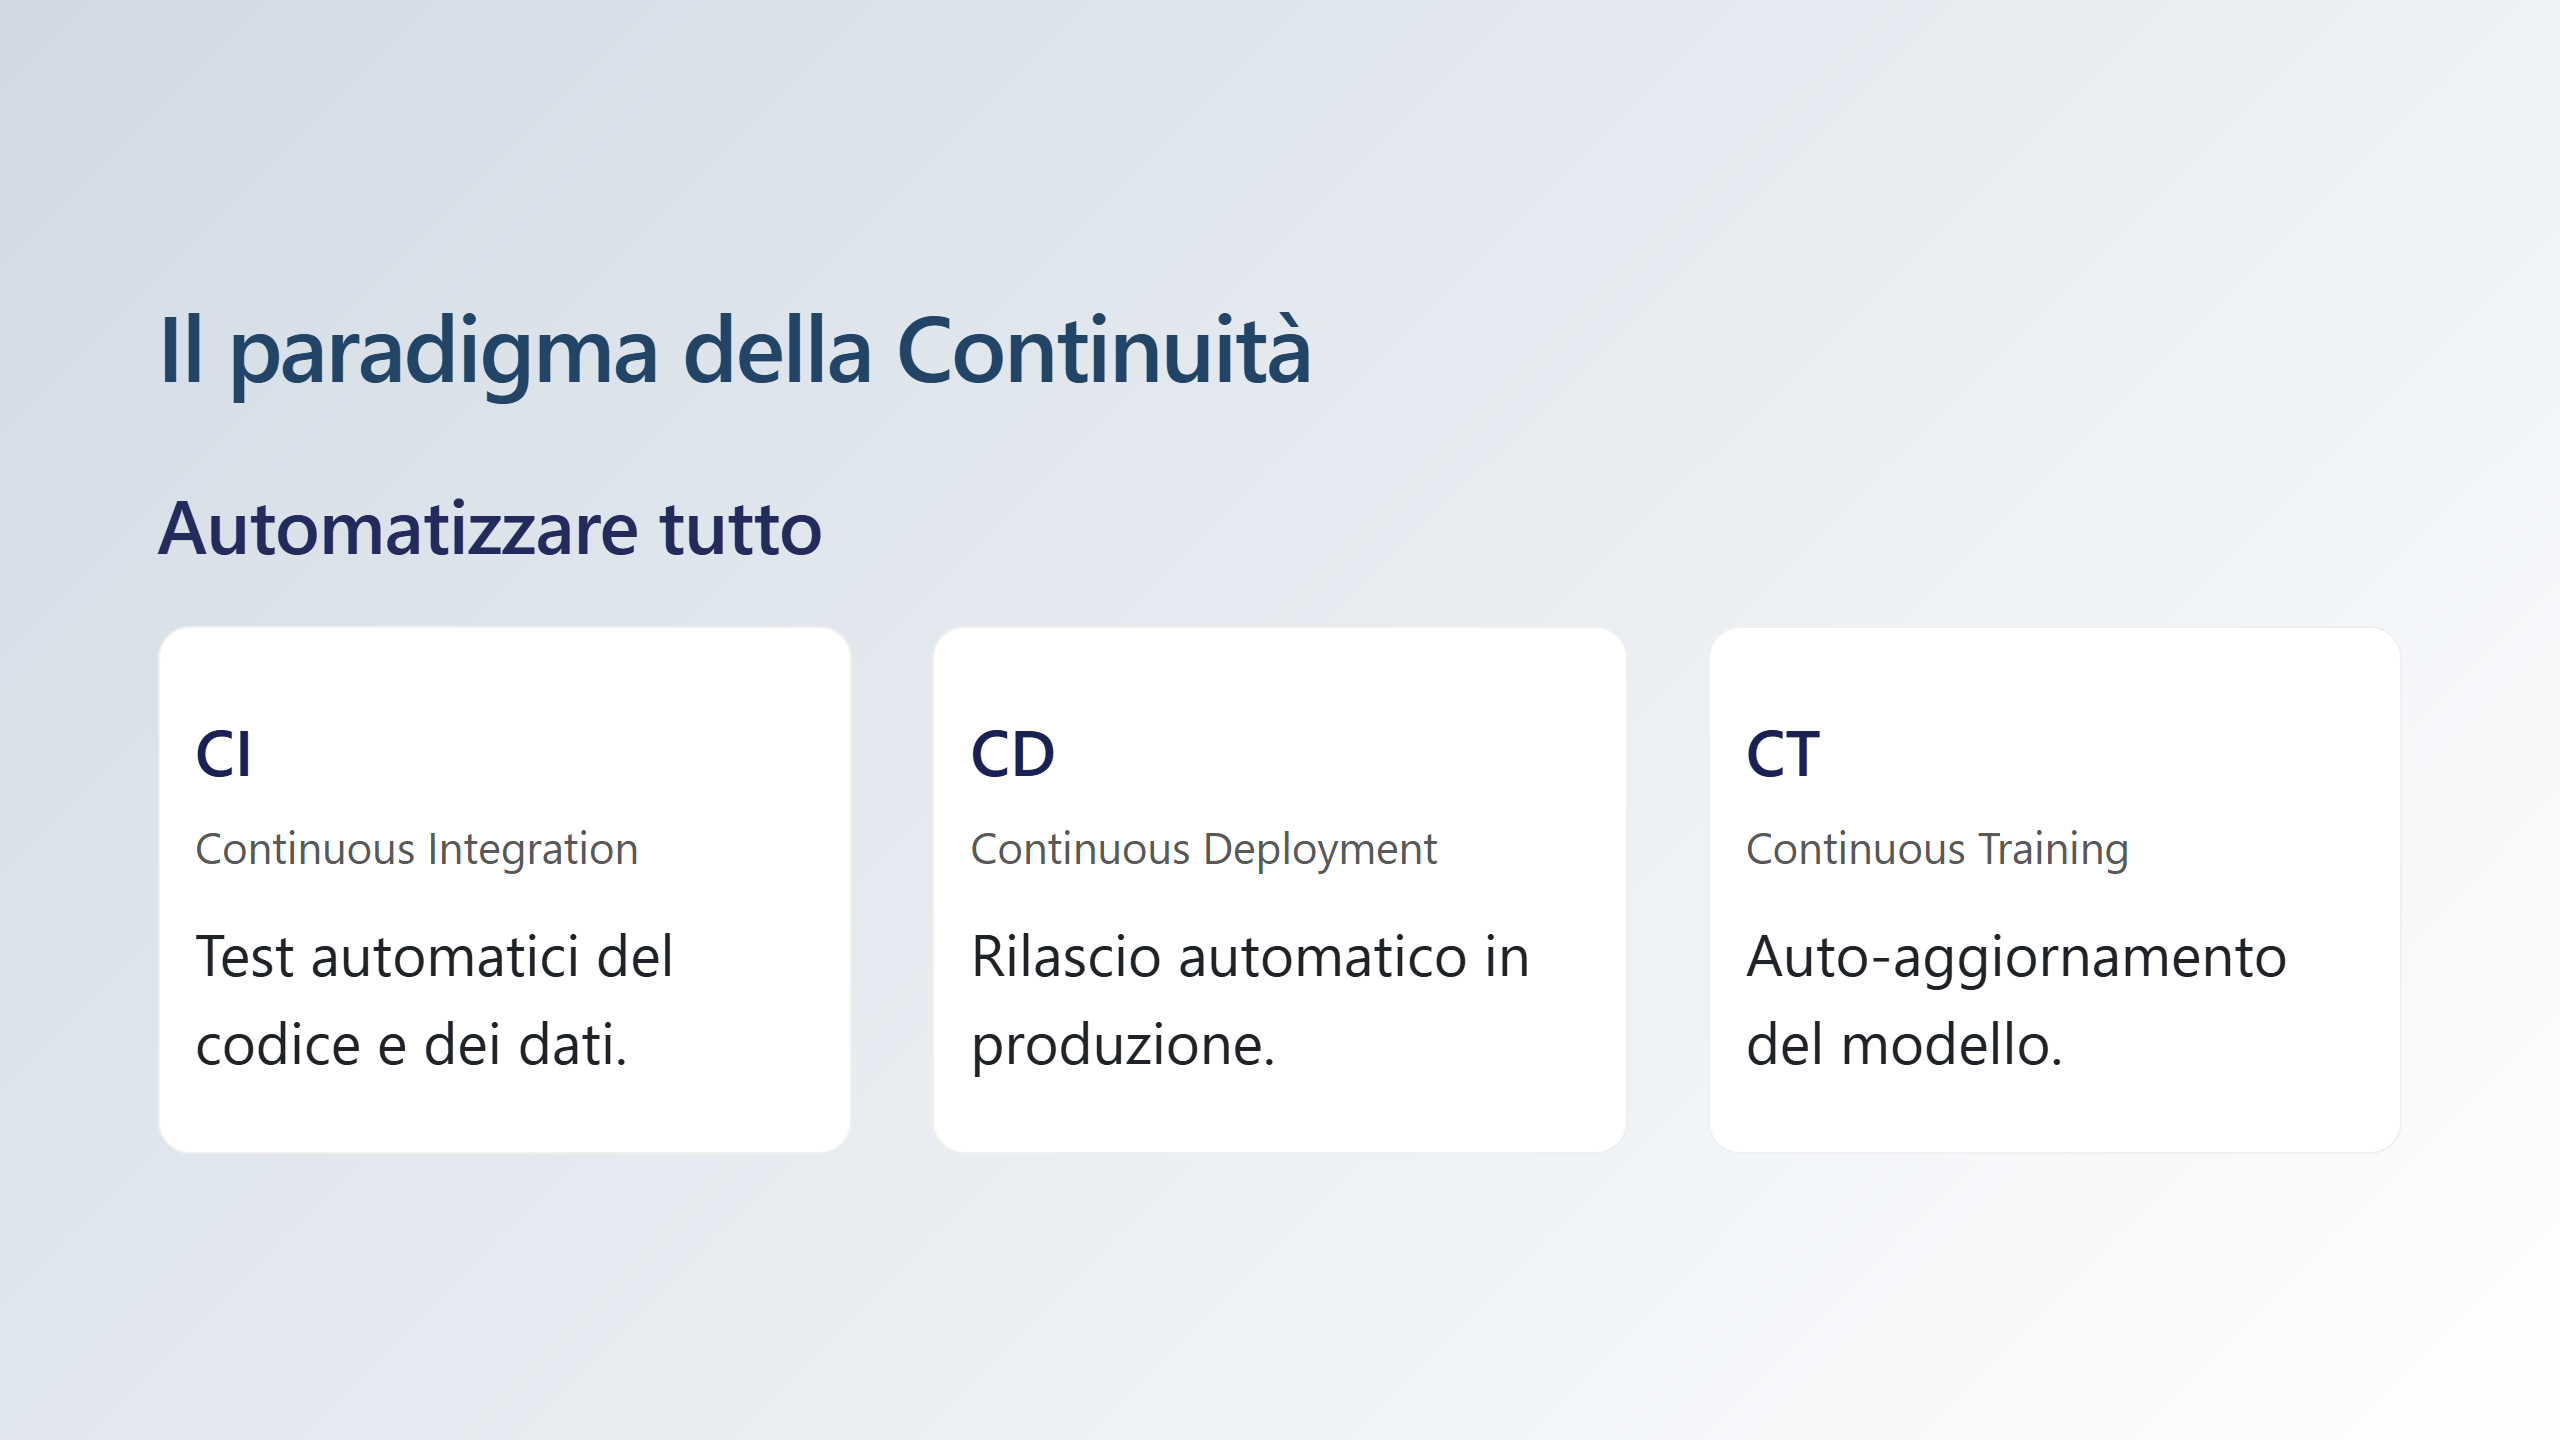 Il paradigma della Continuità
Automatizzare tutto
CI
Continuous Integration
Test automatici del
codice e dei dati.
CD
Continuous Deployment
Rilascio automatico in
produzione.
CT
Continuous Training
Auto-aggiornamento
del modello.